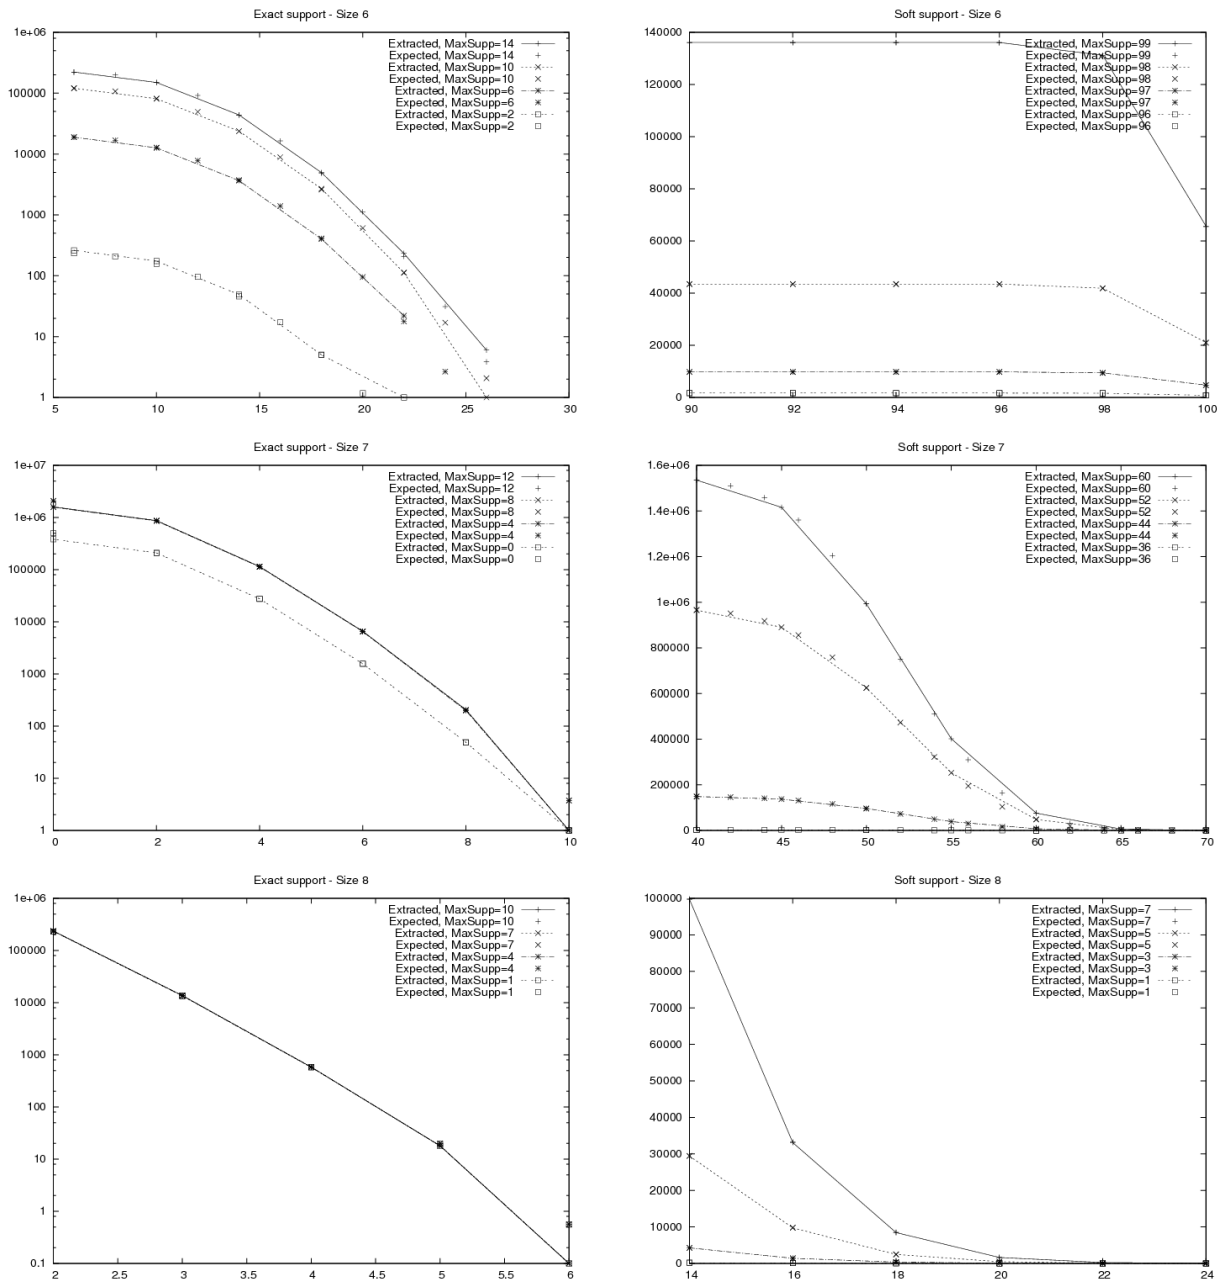 Exact support - Size 6
1e+06
100000
10000
1000
100
10
1
5
10
15
20
25
30
Extracted, MaxSupp=14
Expected, MaxSupp=14
Extracted, MaxSupp=10
Expected, MaxSupp=10
Extracted, MaxSupp=6
Expected, MaxSupp=6
Extracted, MaxSupp=2
Expected, MaxSupp=2
Soft support - Size 6
140000
120000
100000
80000
60000
40000
20000
0
90
92
94
96
98
100
Extracted, MaxSupp=99
Expected, MaxSupp=99
Extracted, MaxSupp=98
Expected, MaxSupp=98
Extracted, MaxSupp=97
Expected, MaxSupp=97
Extracted, MaxSupp=96
Expected, MaxSupp=96
Exact support - Size 7
1e+07
1e+06
100000
10000
1000
100
10
1
0
2
4
6
8
10
Extracted, MaxSupp=12
Expected, MaxSupp=12
Extracted, MaxSupp=8
Expected, MaxSupp=8
Extracted, MaxSupp=4
Expected, MaxSupp=4
Extracted, MaxSupp=0
Expected, MaxSupp=0
Soft support - Size 7
1.6e+06
1.4e+06
1.2e+06
1e+06
800000
600000
400000
200000
0
40
45
50
55
60
65
70
Extracted, MaxSupp=60
Expected, MaxSupp=60
Extracted, MaxSupp=52
Expected, MaxSupp=52
Extracted, MaxSupp=44
Expected, MaxSupp=44
Extracted, MaxSupp=36
Expected, MaxSupp=36
Exact support - Size 8
1e+06
100000
10000
1000
100
10
1
0.1
2
2.5
3
3.5
4
4.5
5
5.5
6
Extracted, MaxSupp=10
Expected, MaxSupp=10
Extracted, MaxSupp=7
Expected, MaxSupp=7
Extracted, MaxSupp=4
Expected, MaxSupp=4
Extracted, MaxSupp=1
Expected, MaxSupp=1
Soft support - Size 8
100000
90000
80000
70000
60000
50000
40000
30000
20000
10000
0
14
16
18
20
22
24
Extracted, MaxSupp=7
Expected, MaxSupp=7
Extracted, MaxSupp=5
Expected, MaxSupp=5
Extracted, MaxSupp=3
Expected, MaxSupp=3
Extracted, MaxSupp=1
Expected, MaxSupp=1